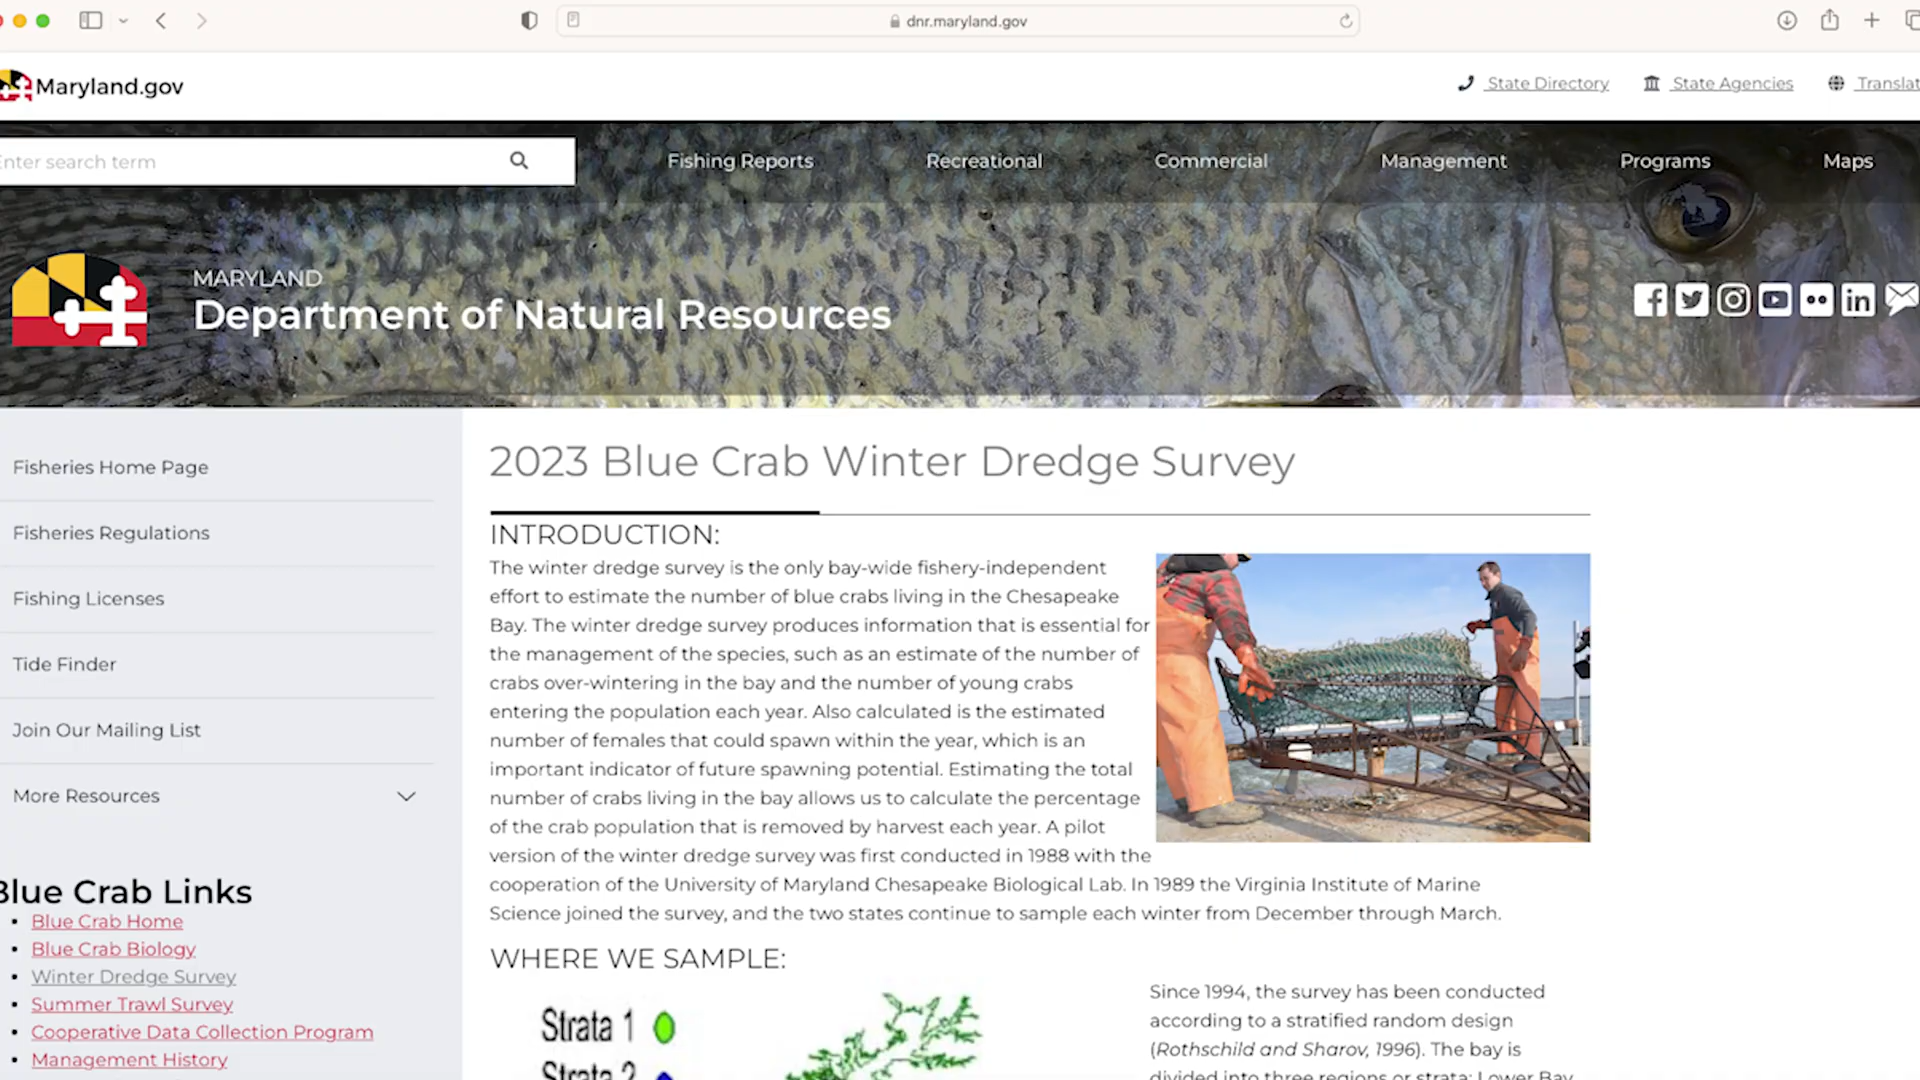 dnr.maryland.gov
Maryland.gov
State Directory
State Agencies
Enter search term
Fishing Reports
Recreational
Commercial
Management
Programs
Maps
MARYLAND
Department of Natural Resources
Fisheries Home Page
Fisheries Regulations
Fishing Licenses
Tide Finder
Join Our Mailing List
More Resources
Blue Crab Links
• Blue Crab Home
• Blue Crab Biology
• Winter Dredge Survey
• Summer Trawl Survey
• Cooperative Data Collection Program
• Management History
2023 Blue Crab Winter Dredge Survey
INTRODUCTION:
The winter dredge survey is the only bay-wide fishery-independent
effort to estimate the number of blue crabs living in the Chesapeake
Bay. The winter dredge survey produces information that is essential for
the management of the species, such as an estimate of the number of
crabs over-wintering in the bay and the number of young crabs
entering the population each year. Also calculated is the estimated
number of females that could spawn within the year, which is an
important indicator of future spawning potential. Estimating the total
number of crabs living in the bay allows us to calculate the percentage
of the crab population that is removed by harvest each year. A pilot
version of the winter dredge survey was first conducted in 1988 with the
cooperation of the University of Maryland Chesapeake Biological Lab. In 1989 the Virginia Institute of Marine
Science joined the survey, and the two states continue to sample each winter from December through March.
WHERE WE SAMPLE:
Strata 1
Strata 2
Since 1994, the survey has been conducted
according to a stratified random design
(Rothschild and Sharov, 1996). The bay is
divided into three regions or strata: Lower Bay